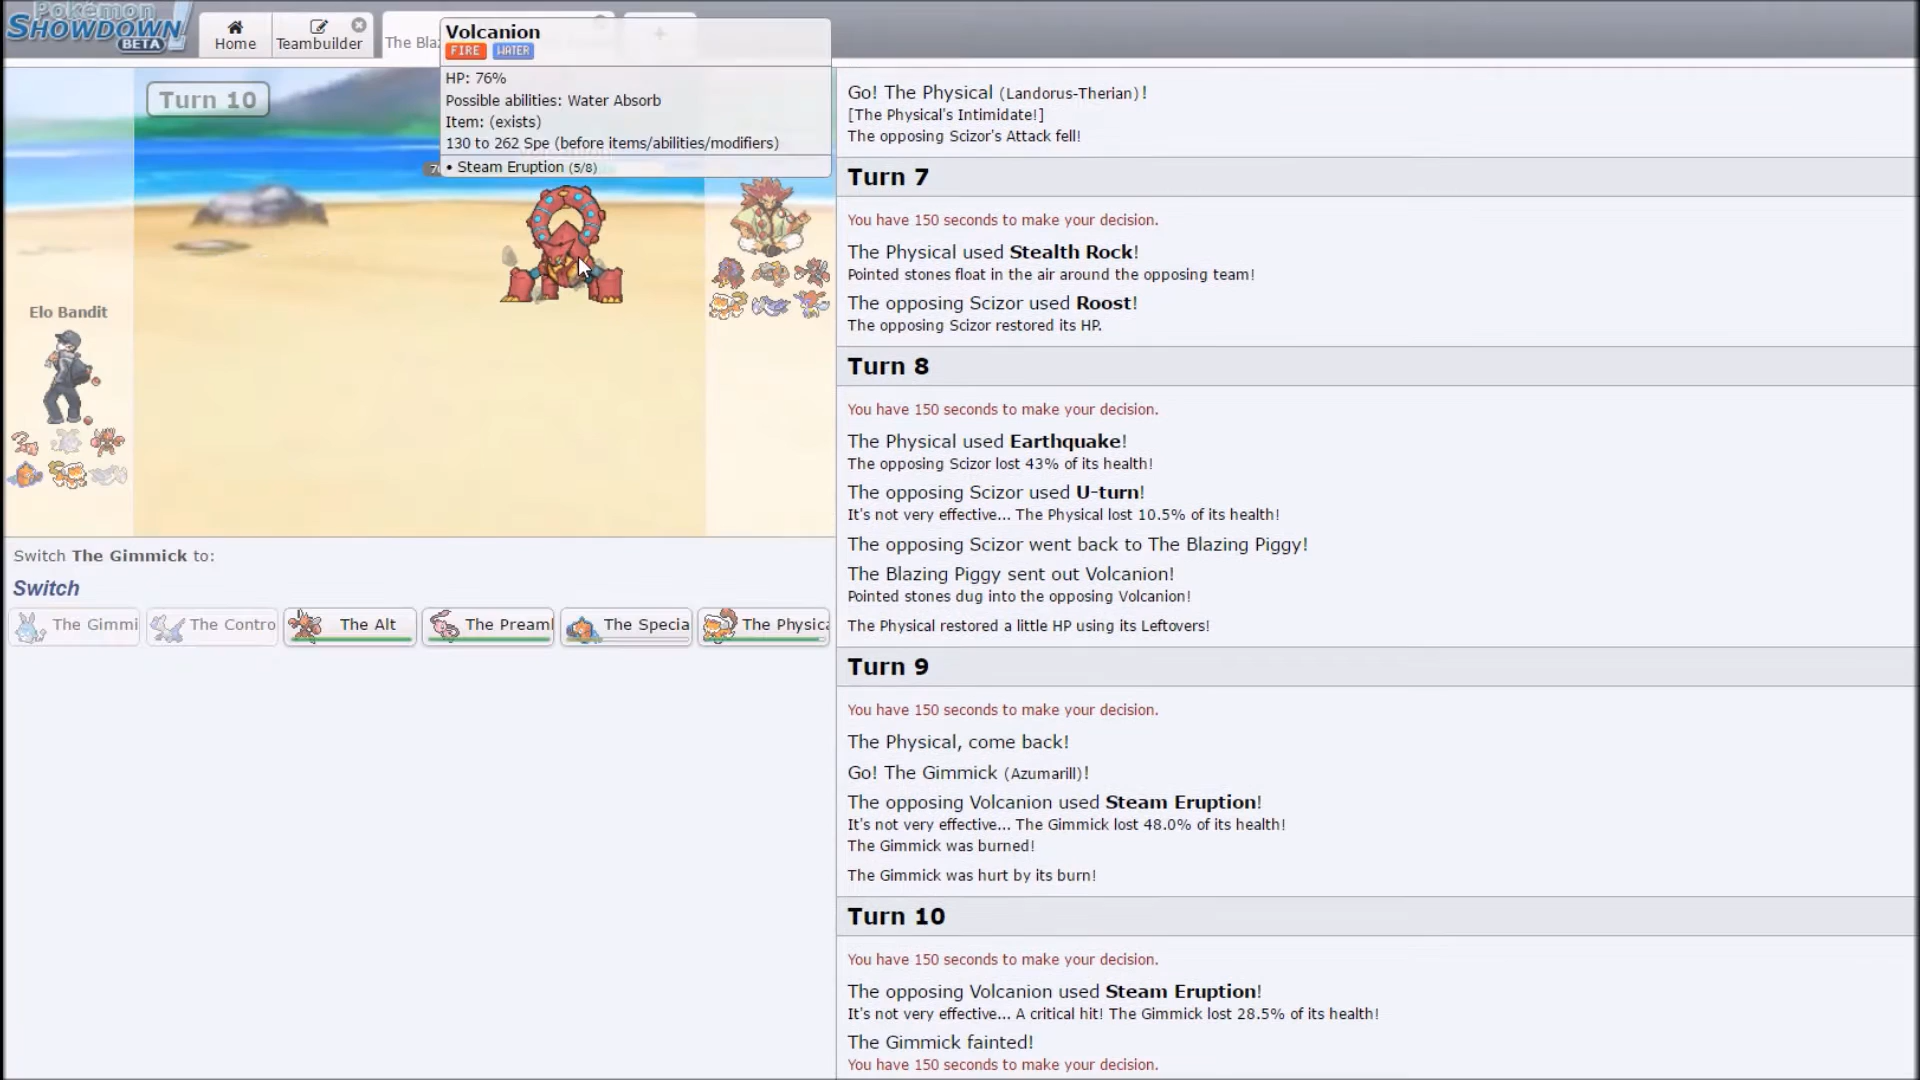 Pokémon
SHOWDOWN!
BETA
Home
Teambuilder
The Bla
+
Volcanion
FIRE WATER
HP: 76%
Possible abilities: Water Absorb
Item: (exists)
130 to 262 Spe (before items/abilities/modifiers)
• Steam Eruption (5/8)
Turn 10
Elo Bandit
Switch The Gimmick to:
Switch
The Gimmi
The Contro
The Alt
The Preaml
The Specia
The Physica
Go! The Physical (Landorus-Therian)!
[The Physical's Intimidate!]
The opposing Scizor's Attack fell!
Turn 7
You have 150 seconds to make your decision.
The Physical used Stealth Rock!
Pointed stones float in the air around the opposing team!
The opposing Scizor used Roost!
The opposing Scizor restored its HP.
Turn 8
You have 150 seconds to make your decision.
The Physical used Earthquake!
The opposing Scizor lost 43% of its health!
The opposing Scizor used U-turn!
It's not very effective... The Physical lost 10.5% of its health!
The opposing Scizor went back to The Blazing Piggy!
The Blazing Piggy sent out Volcanion!
Pointed stones dug into the opposing Volcanion!
The Physical restored a little HP using its Leftovers!
Turn 9
You have 150 seconds to make your decision.
The Physical, come back!
Go! The Gimmick (Azumarill)!
The opposing Volcanion used Steam Eruption!
It's not very effective... The Gimmick lost 48.0% of its health!
The Gimmick was burned!
The Gimmick was hurt by its burn!
Turn 10
You have 150 seconds to make your decision.
The opposing Volcanion used Steam Eruption!
It's not very effective... A critical hit! The Gimmick lost 28.5% of its health!
The Gimmick fainted!
You have 150 seconds to make your decision.